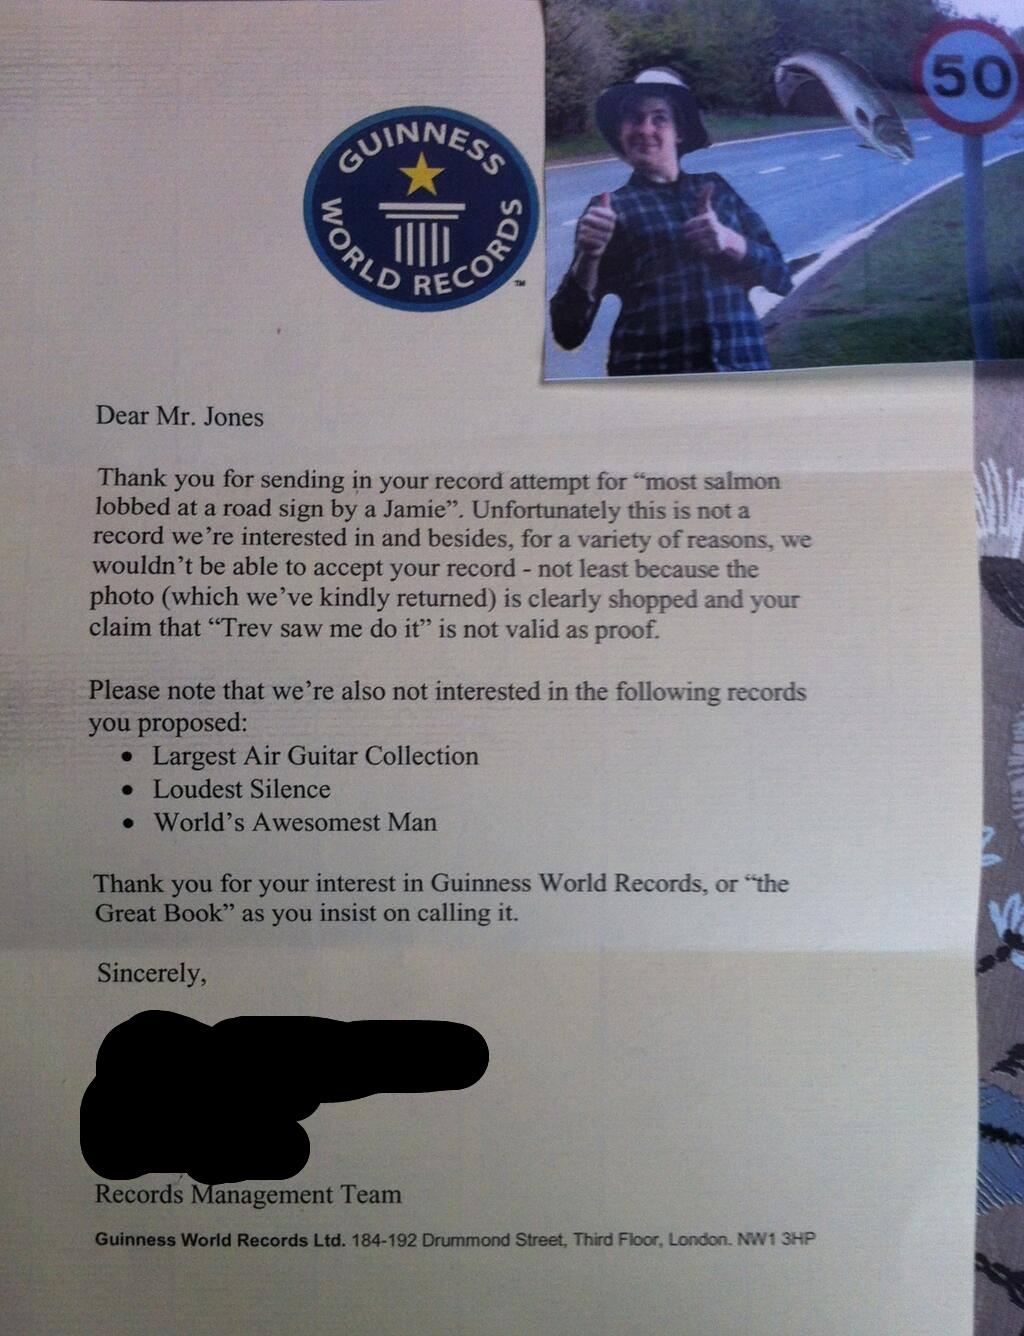 GUINNESS
WORLD RECORDS
TM
50
Dear Mr. Jones
Thank you for sending in your record attempt for “most salmon
lobbed at a road sign by a Jamie”. Unfortunately this is not a
record we’re interested in and besides, for a variety of reasons, we
wouldn’t be able to accept your record - not least because the
photo (which we’ve kindly returned) is clearly shopped and your
claim that “Trev saw me do it” is not valid as proof.
Please note that we’re also not interested in the following records
you proposed:
• Largest Air Guitar Collection
• Loudest Silence
• World’s Awesomest Man
Thank you for your interest in Guinness World Records, or “the
Great Book” as you insist on calling it.
Sincerely,
Records Management Team
Guinness World Records Ltd. 184-192 Drummond Street, Third Floor, London. NW1 3HP